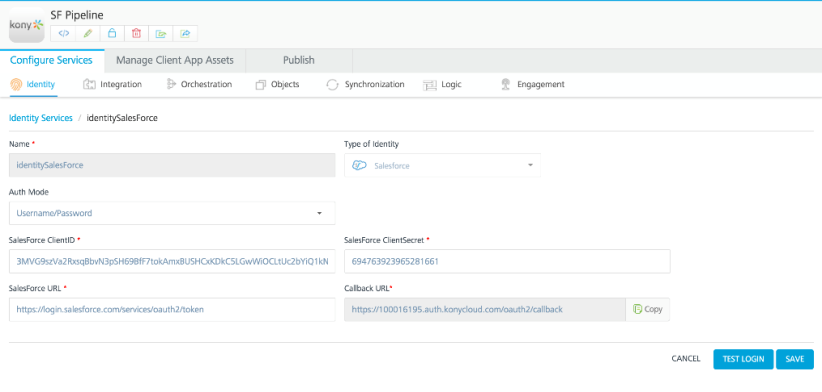 SF Pipeline
kony
Configure Services Manage Client App Assets Publish
Identity Integration Orchestration Objects Synchronization Logic Engagement
Identity Services / identitySalesForce
Name * Type of Identity
identitySalesForce Salesforce
Auth Mode
Username/Password
SalesForce ClientID * SalesForce ClientSecret *
3MVG9szVa2RxsqBbvN3pSH69BfF7tokAmx8USHCxKDkC5LGwWiOCLtUc2bYiQ1kN 694763923965281661
SalesForce URL * Callback URL*
https://login.salesforce.com/services/oauth2/token https://100016195.auth.konycloud.com/oauth2/callback Copy
CANCEL TEST LOGIN SAVE